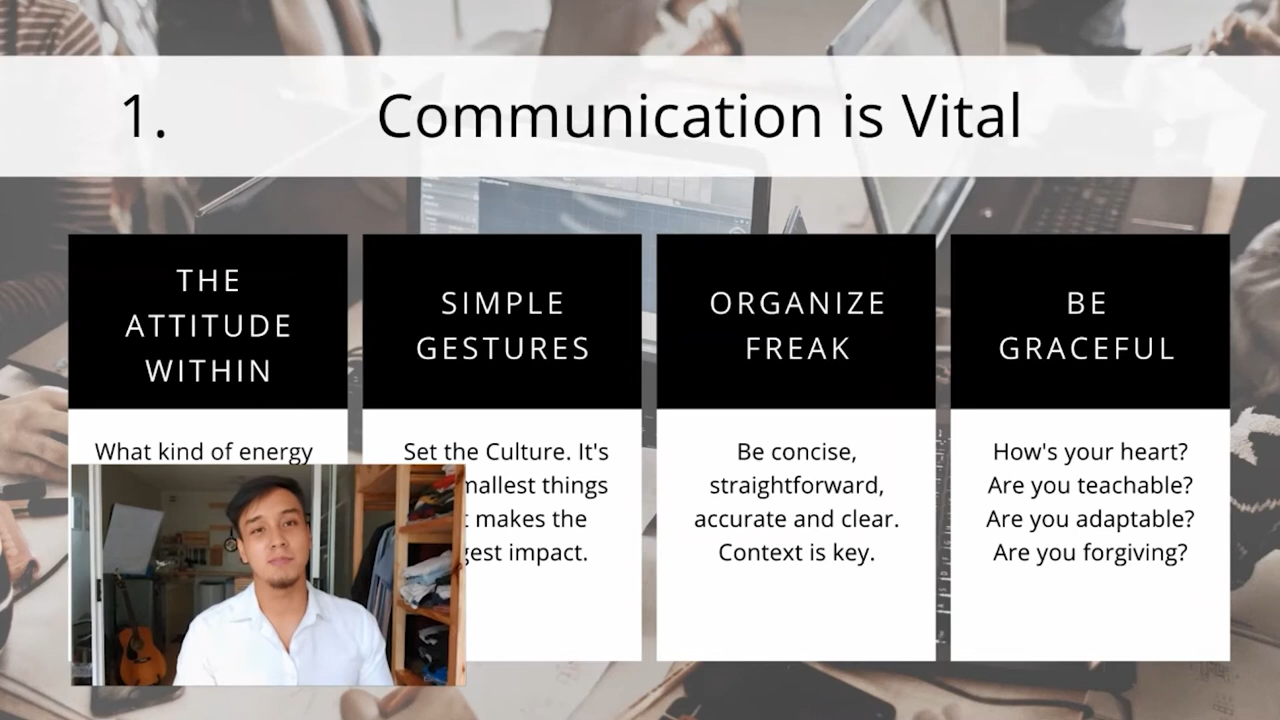 1. Communication is Vital
THE
ATTITUDE
WITHIN
What kind of energy
SIMPLE
GESTURES
Set the Culture. It's
things
makes the
impact.
ORGANIZE
FREAK
Be concise,
straightforward,
accurate and clear.
Context is key.
BE
GRACEFUL
How's your heart?
Are you teachable?
Are you adaptable?
Are you forgiving?